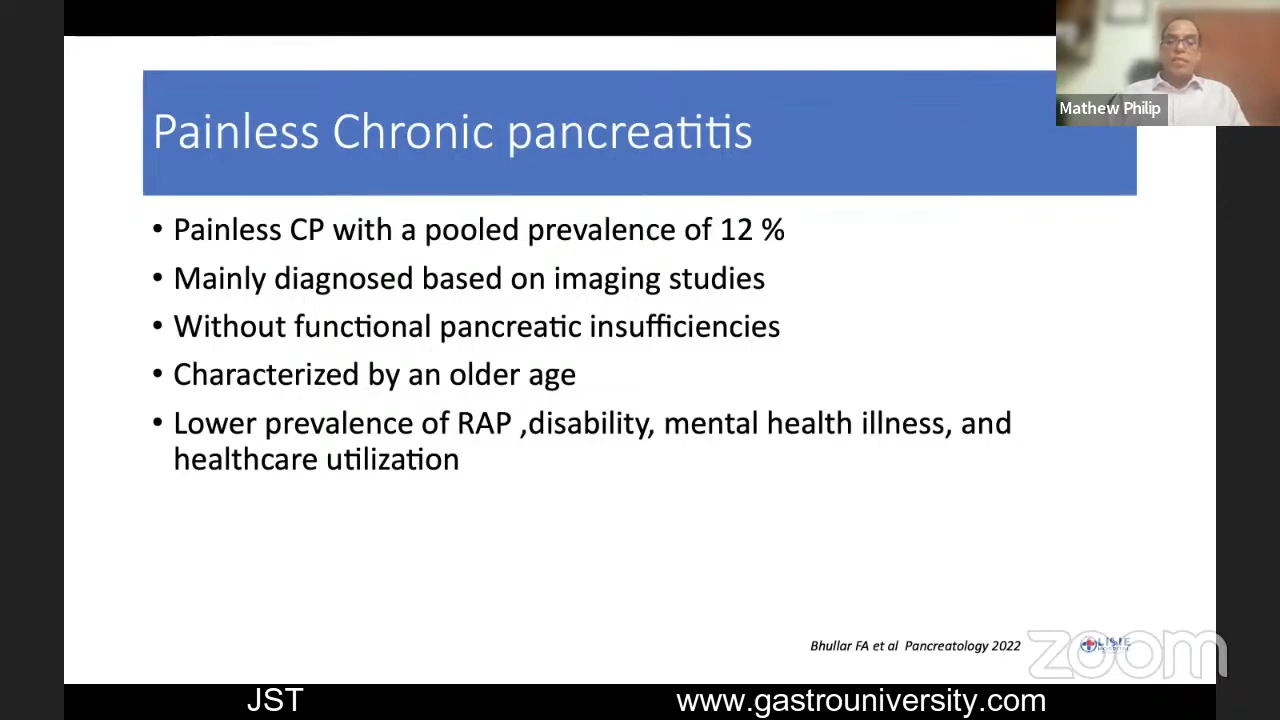 Mathew Philip
Painless Chronic pancreatitis
• Painless CP with a pooled prevalence of 12 %
• Mainly diagnosed based on imaging studies
• Without functional pancreatic insufficiencies
• Characterized by an older age
• Lower prevalence of RAP ,disability, mental health illness, and
healthcare utilization
Bhullar FA et al Pancreatology 2022
LISIE
HOSPITAL
zoom
JST
www.gastrouniversity.com